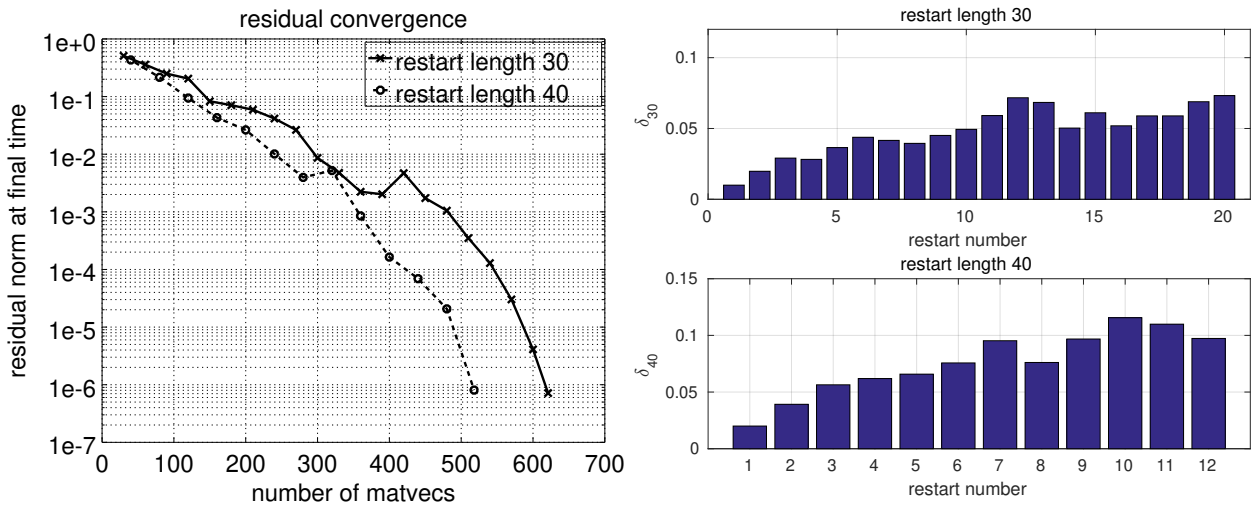 residual convergence
1e+0
1e-1
1e-2
1e-3
1e-4
1e-5
1e-6
1e-7
residual norm at final time
restart length 30
restart length 40
0 100 200 300 400 500 600 700
number of matvecs
restart length 30
0.1
0.05
0
δ30
0 5 10 15 20
restart number
restart length 40
0.15
0.1
0.05
0
δ40
1 2 3 4 5 6 7 8 9 10 11 12
restart number